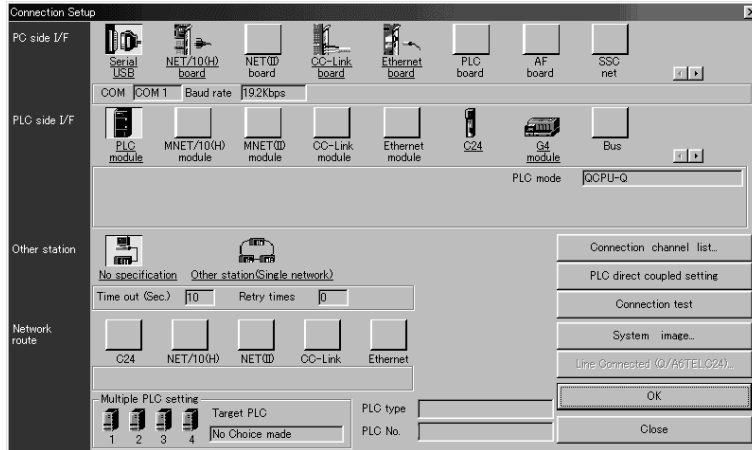 Connection Setup
PC side I/F
Serial USB
NET/10(H) board
NET(II) board
CC-Link board
Ethernet board
PLC board
AF board
SSC net
COM COM 1 Baud rate 19.2Kbps
PLC side I/F
PLC module
MNET/10(H) module
MNET(II) module
CC-Link module
Ethernet module
C24
G4 module
Bus
PLC mode QCPU-Q
Other station
No specification
Other station(Single network)
Time out (Sec.) 10 Retry times 0
Connection channel list...
PLC direct coupled setting
Connection test
Network route
C24 NET/10(H) NET(II) CC-Link Ethernet
System image...
Line Connected (Q/A6TELC24)...
Multiple PLC setting
1 2 3 4
Target PLC
No Choice made
PLC type
PLC No.
OK
Close